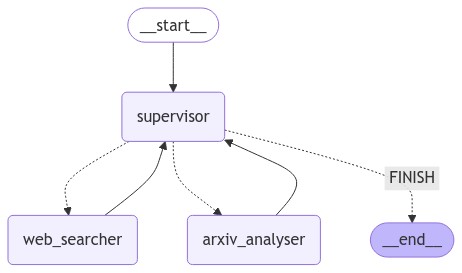 __start__
supervisor
FINISH
web_searcher
arxiv_analyser
__end__